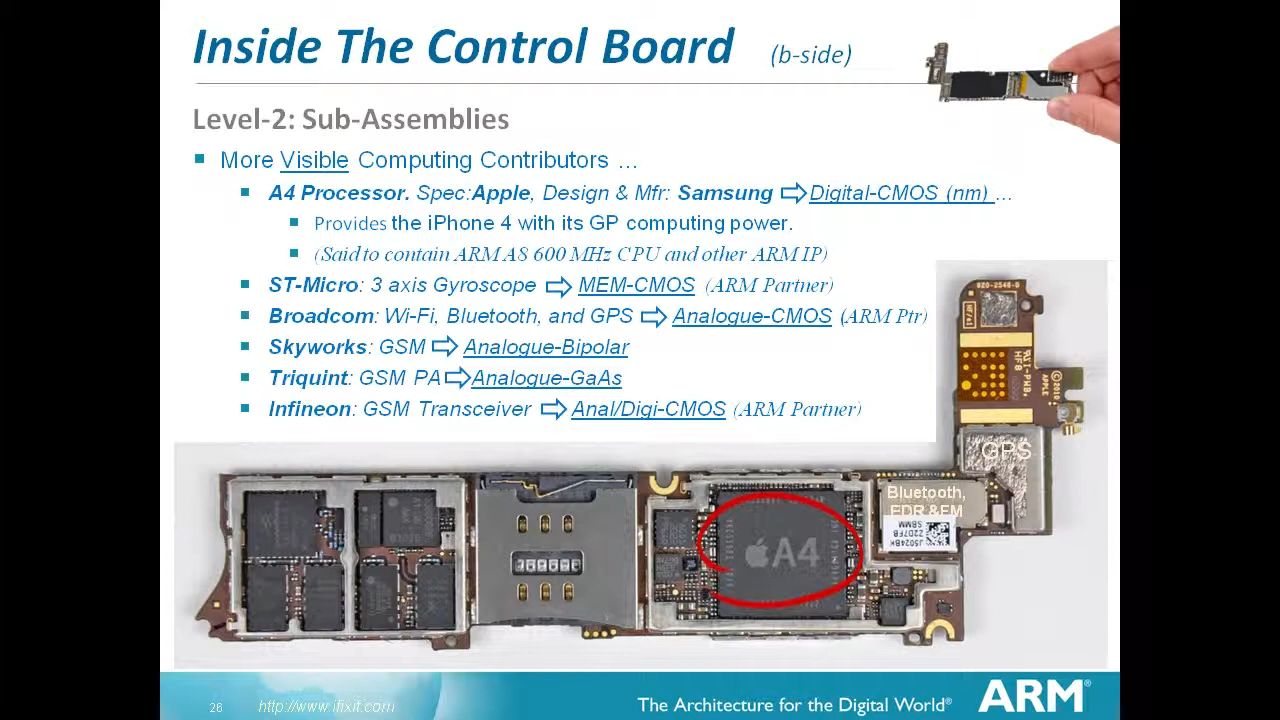 Inside The Control Board (b-side)
Level-2: Sub-Assemblies
More Visible Computing Contributors ...
A4 Processor. Spec:Apple, Design & Mfr: Samsung ⇨ Digital-CMOS (nm) ...
Provides the iPhone 4 with its GP computing power.
(Said to contain ARM A8 600 MHz CPU and other ARM IP)
ST-Micro: 3 axis Gyroscope ⇨ MEM-CMOS (ARM Partner)
Broadcom: Wi-Fi, Bluetooth, and GPS ⇨ Analogue-CMOS (ARM Ptr)
Skyworks: GSM ⇨ Analogue-Bipolar
Triquint: GSM PA ⇨ Analogue-GaAs
Infineon: GSM Transceiver ⇨ Anal/Digi-CMOS (ARM Partner)
©2010
APPLE
GPS
Bluetooth,
EDR &FM
J5024BK
Z2D7FB
SBMM
A4
26
http://www.ifixit.com
The Architecture for the Digital World®
ARM®